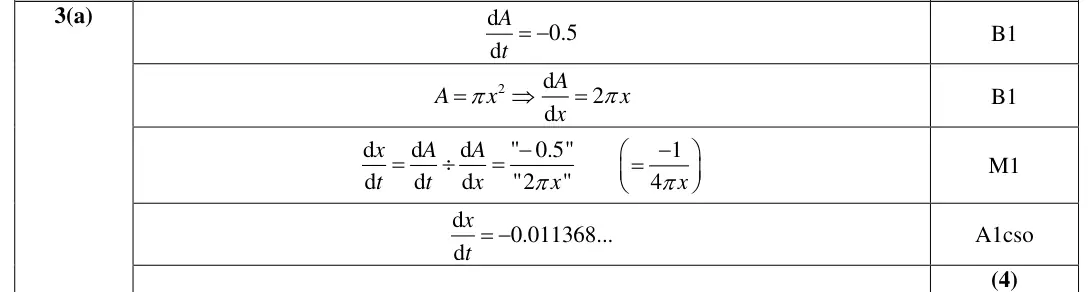 3(a) dA/dt = −0.5 B1
A = πx² ⇒ dA/dx = 2πx B1
dx/dt = dA/dt ÷ dA/dx = "−0.5"/"2πx" (= −1/4πx) M1
dx/dt = −0.011368... A1cso
(4)